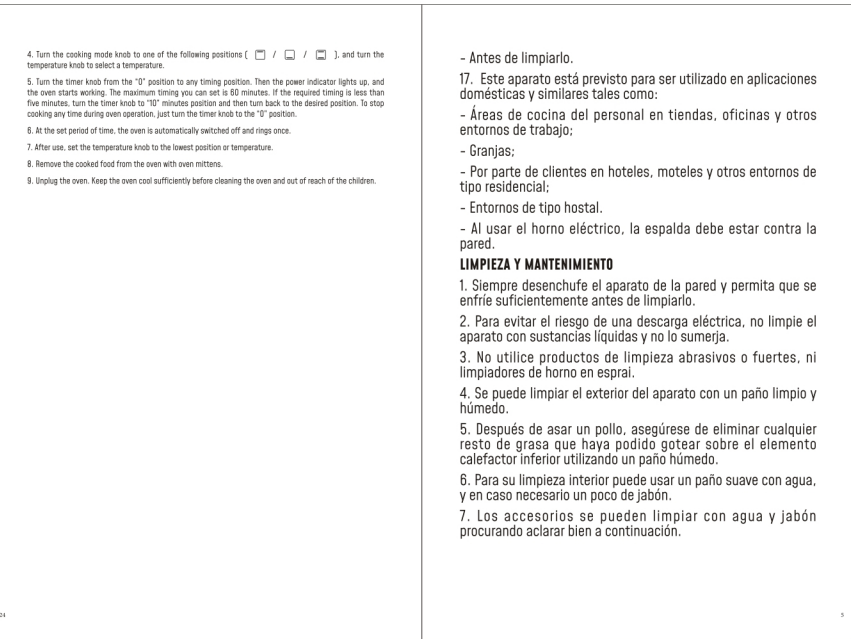 4. Turn the cooking mode knob to one of the following positions ( / / ), and turn the
temperature knob to select a temperature.
5. Turn the timer knob from the "0" position to any timing position. Then the power indicator lights up, and
the oven starts working. The maximum timing you can set is 60 minutes. If the required timing is less than
five minutes, turn the timer knob to "10" minutes position and then turn back to the desired position. To stop
cooking any time during oven operation, just turn the timer knob to the "0" position.
6. At the set period of time, the oven is automatically switched off and rings once.
7. After use, set the temperature knob to the lowest position or temperature.
8. Remove the cooked food from the oven with oven mittens.
9. Unplug the oven. Keep the oven cool sufficiently before cleaning the oven and out of reach of the children.
24
– Antes de limpiarlo.
17. Este aparato está previsto para ser utilizado en aplicaciones
domésticas y similares tales como:
– Áreas de cocina del personal en tiendas, oficinas y otros
entornos de trabajo;
– Granjas;
– Por parte de clientes en hoteles, moteles y otros entornos de
tipo residencial;
– Entornos de tipo hostal.
– Al usar el horno eléctrico, la espalda debe estar contra la
pared.
LIMPIEZA Y MANTENIMIENTO
1. Siempre desenchufe el aparato de la pared y permita que se
enfríe suficientemente antes de limpiarlo.
2. Para evitar el riesgo de una descarga eléctrica, no limpie el
aparato con sustancias líquidas y no lo sumerja.
3. No utilice productos de limpieza abrasivos o fuertes, ni
limpiadores de horno en esprai.
4. Se puede limpiar el exterior del aparato con un paño limpio y
húmedo.
5. Después de asar un pollo, asegúrese de eliminar cualquier
resto de grasa que haya podido gotear sobre el elemento
calefactor inferior utilizando un paño húmedo.
6. Para su limpieza interior puede usar un paño suave con agua,
y en caso necesario un poco de jabón.
7. Los accesorios se pueden limpiar con agua y jabón
procurando aclarar bien a continuación.
5